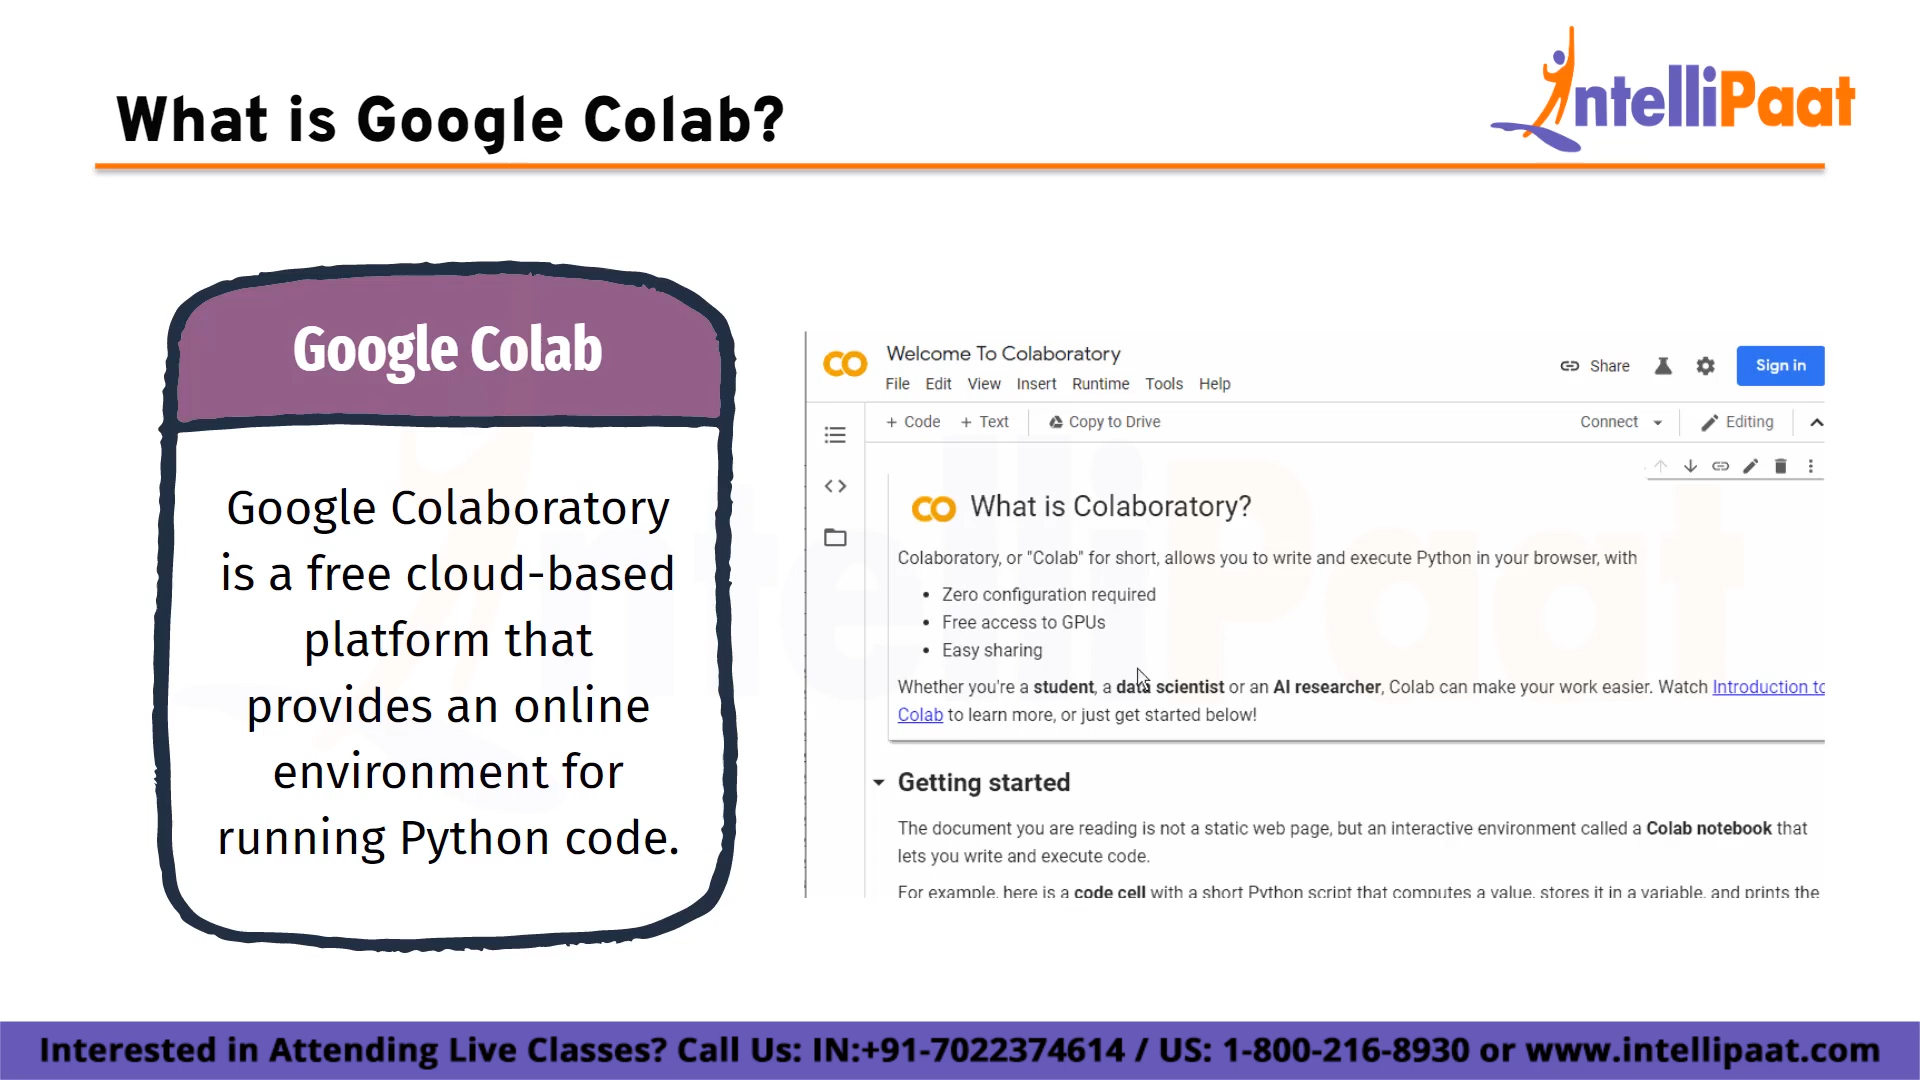 What is Google Colab?
IntelliPaat
Google Colab
Google Colaboratory
is a free cloud-based
platform that
provides an online
environment for
running Python code.
CO
Welcome To Colaboratory
File Edit View Insert Runtime Tools Help
Share
Sign in
+ Code + Text Copy to Drive
Connect
Editing
CO What is Colaboratory?
Colaboratory, or "Colab" for short, allows you to write and execute Python in your browser, with
• Zero configuration required
• Free access to GPUs
• Easy sharing
Whether you're a student, a data scientist or an AI researcher, Colab can make your work easier. Watch Introduction to
Colab to learn more, or just get started below!
Getting started
The document you are reading is not a static web page, but an interactive environment called a Colab notebook that
lets you write and execute code.
For example, here is a code cell with a short Python script that computes a value, stores it in a variable, and prints the
IntelliPaat
Interested in Attending Live Classes? Call Us: IN:+91-7022374614 / US: 1-800-216-8930 or www.intellipaat.com